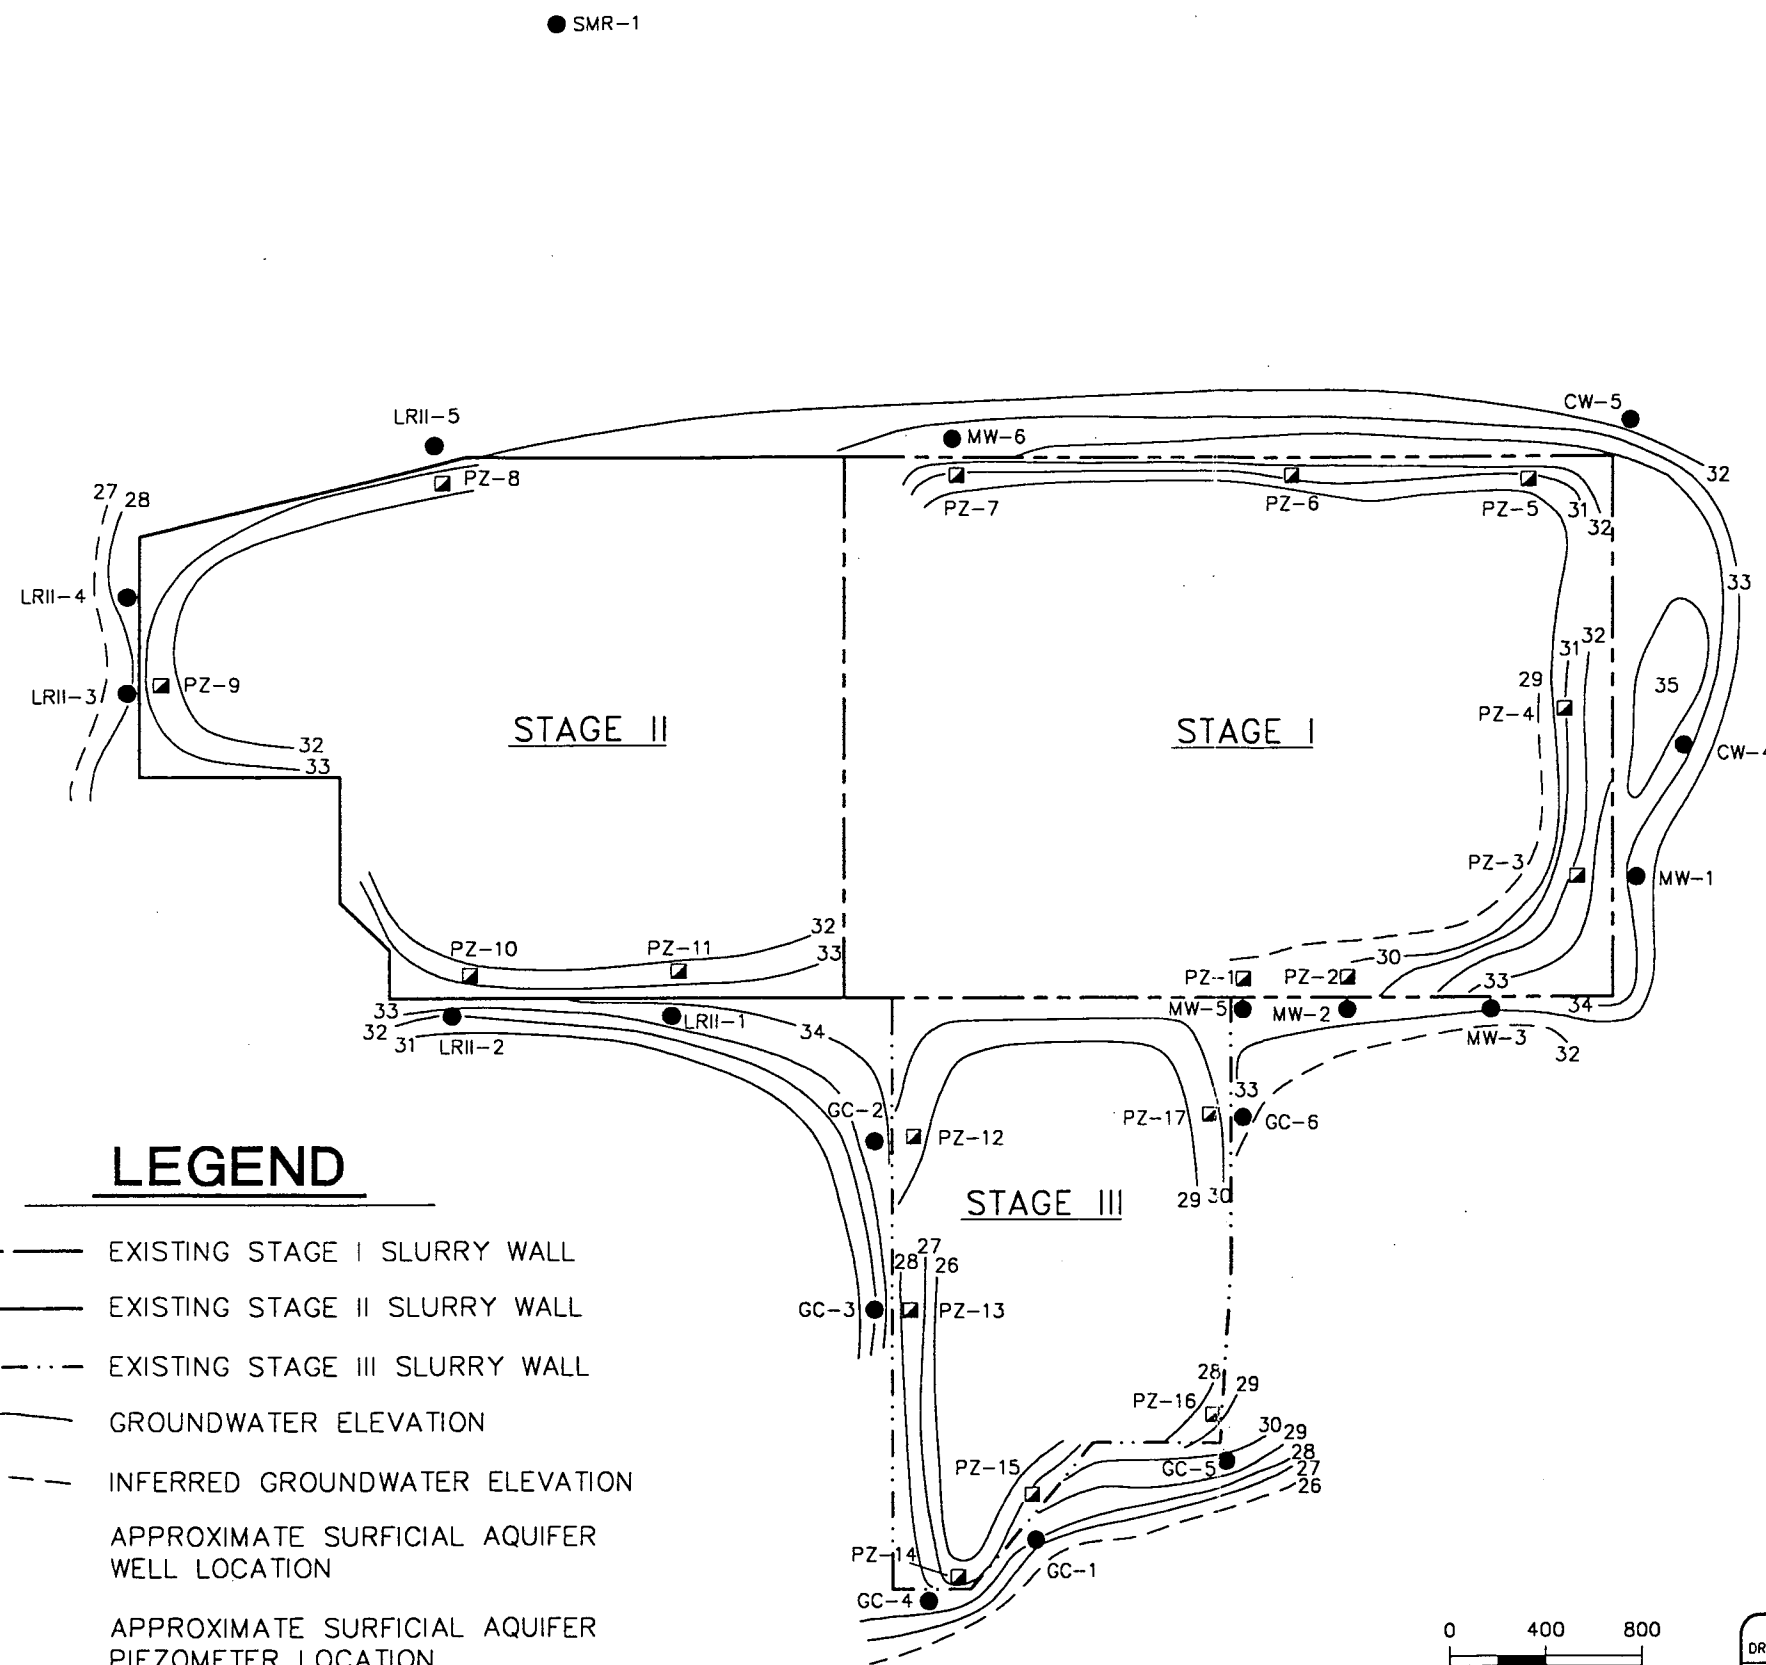 SMR-1
LRII-5
CW-5
MW-6
32
PZ-8
27 28
PZ-7
PZ-6
PZ-5
31
32
33
LRII-4
32
31
29
35
LRII-3
PZ-9
PZ-4
STAGE II
STAGE I
32
33
CW-4
PZ-3
MW-1
32
33
PZ-10
PZ-11
30
PZ-1
PZ-2
33
34
33
32
31
LRII-2
LRII-1
34
MW-5
MW-2
MW-3
32
33
GC-2
PZ-12
PZ-17
GC-6
LEGEND
STAGE III
29 30
EXISTING STAGE I SLURRY WALL
28
27
26
EXISTING STAGE II SLURRY WALL
GC-3
PZ-13
EXISTING STAGE III SLURRY WALL
28
29
PZ-16
GROUNDWATER ELEVATION
30
29
28
27
26
PZ-15
GC-5
INFERRED GROUNDWATER ELEVATION
APPROXIMATE SURFICIAL AQUIFER
WELL LOCATION
PZ-14
GC-1
GC-4
APPROXIMATE SURFICIAL AQUIFER
PIEZOMETER LOCATION
0 400 800
DR